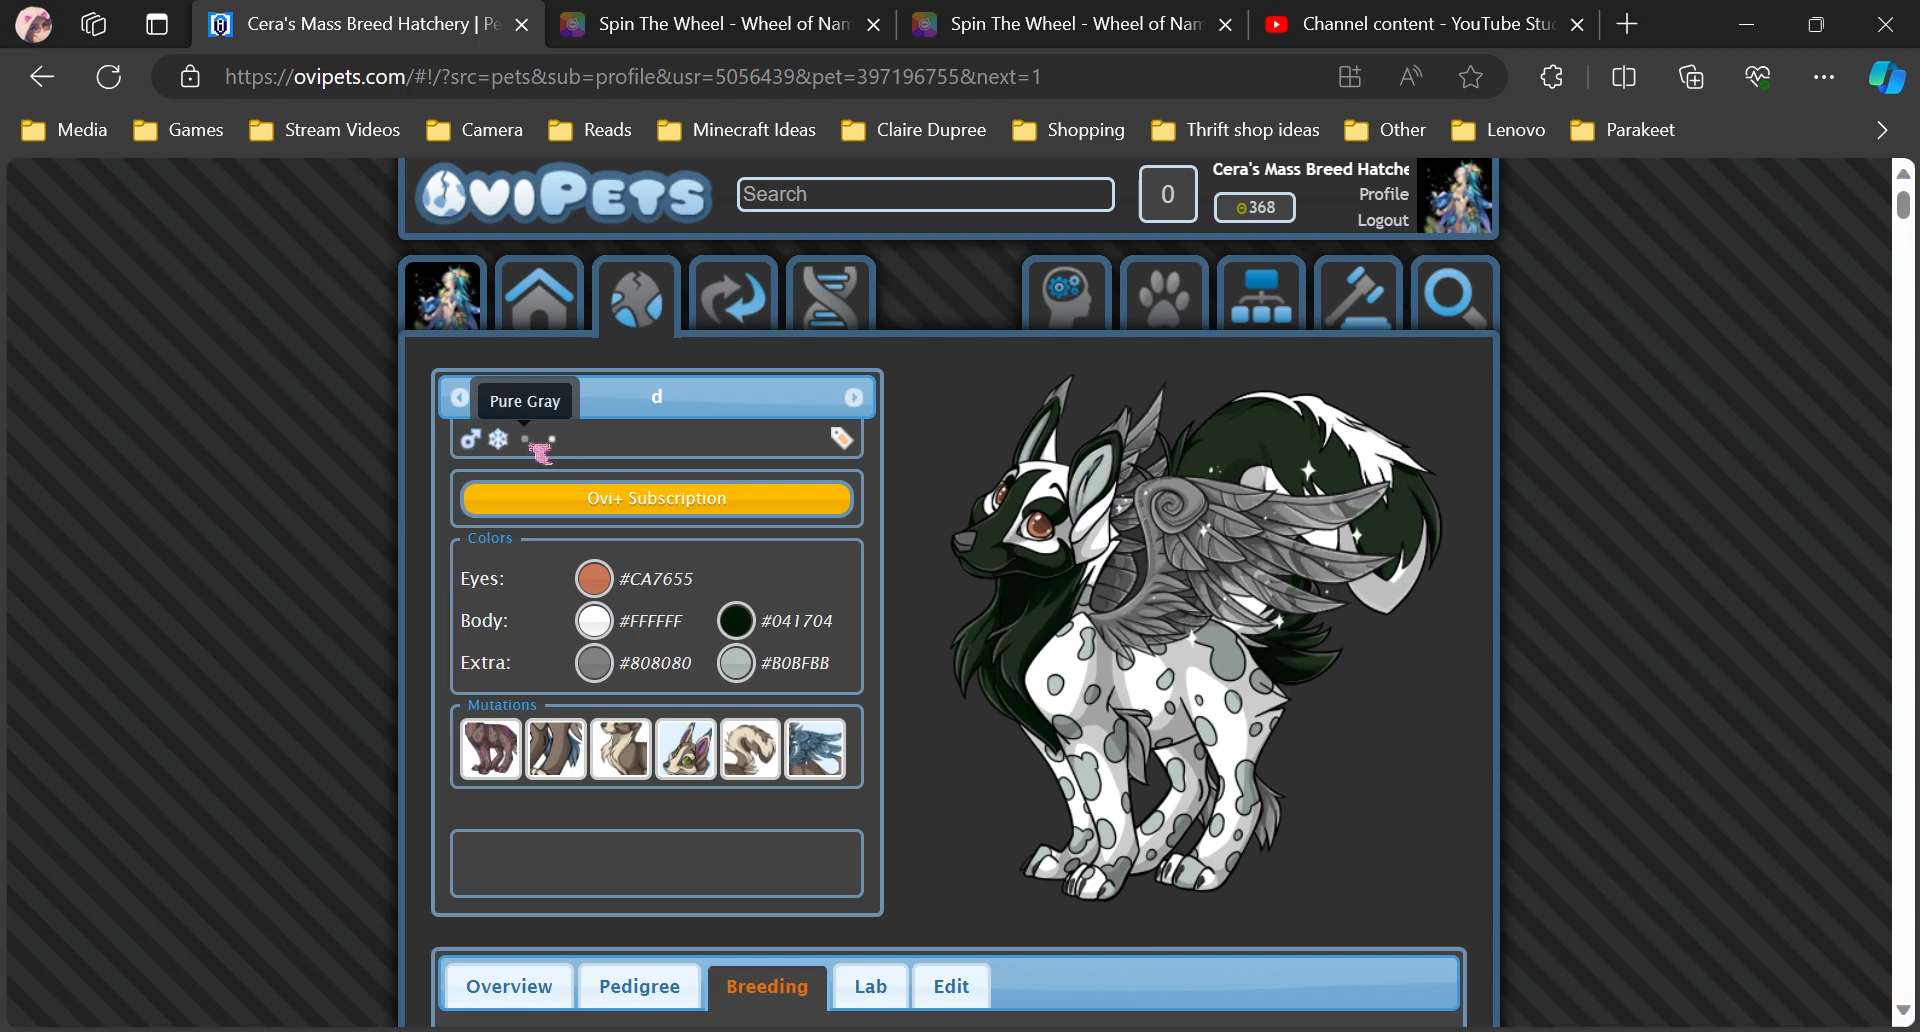 Cera's Mass Breed Hatchery | Pe
Spin The Wheel - Wheel of Nam
Spin The Wheel - Wheel of Nam
Channel content - YouTube Stu
https://ovipets.com/#!/?src=pets&sub=profile&usr=5056439&pet=397196755&next=1
Media
Games
Stream Videos
Camera
Reads
Minecraft Ideas
Claire Dupree
Shopping
Thrift shop ideas
Other
Lenovo
Parakeet
OviPets
Search
0
Cera's Mass Breed Hatche
368
Profile
Logout
Pure Gray
d
Ovi+ Subscription
Colors
Eyes: #CA7655
Body: #FFFFFF #041704
Extra: #808080 #B0BFBB
Mutations
Overview
Pedigree
Breeding
Lab
Edit